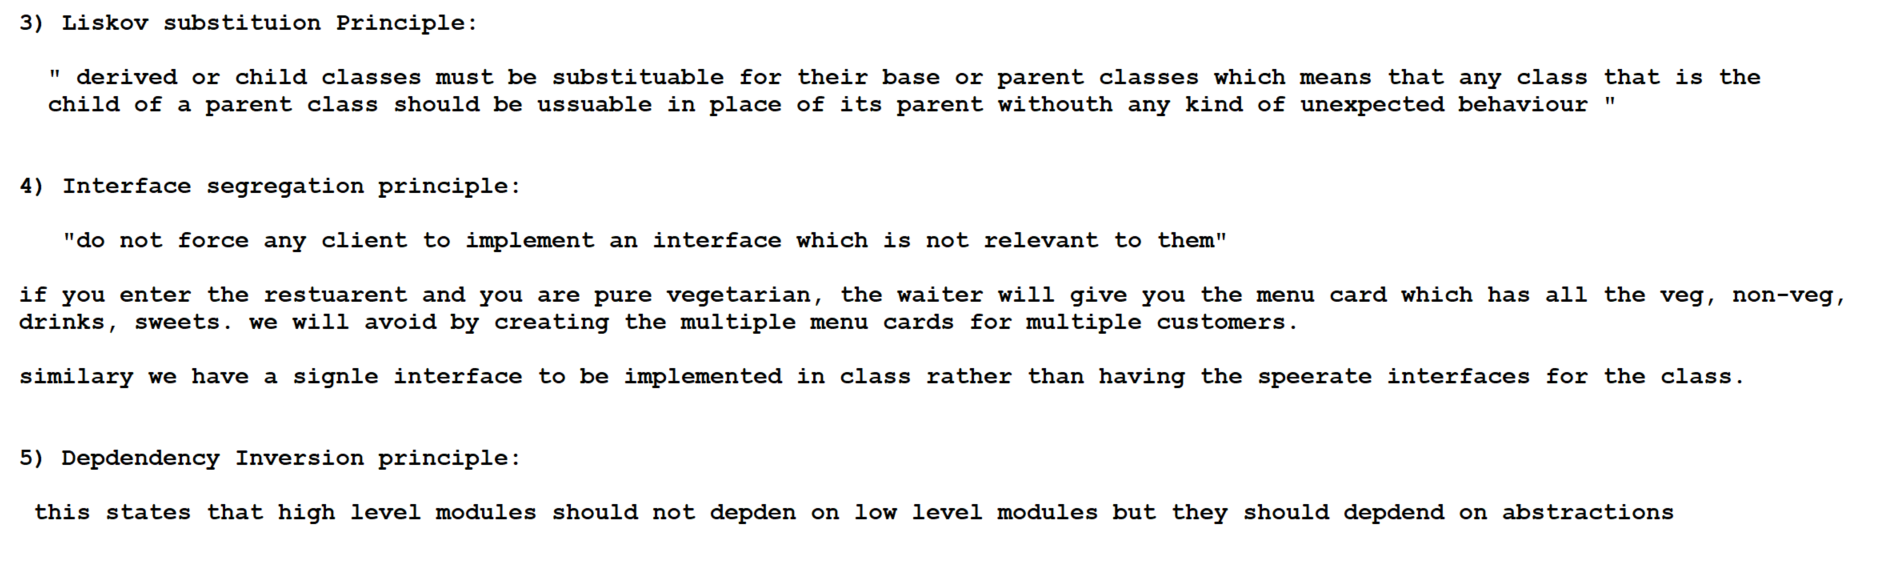 3) Liskov substituion Principle:
" derived or child classes must be substituable for their base or parent classes which means that any class that is the
child of a parent class should be ussuable in place of its parent withouth any kind of unexpected behaviour "
4) Interface segregation principle:
"do not force any client to implement an interface which is not relevant to them"
if you enter the restuarent and you are pure vegetarian, the waiter will give you the menu card which has all the veg, non-veg,
drinks, sweets. we will avoid by creating the multiple menu cards for multiple customers.
similary we have a signle interface to be implemented in class rather than having the speerate interfaces for the class.
5) Depdendency Inversion principle:
this states that high level modules should not depden on low level modules but they should depdend on abstractions